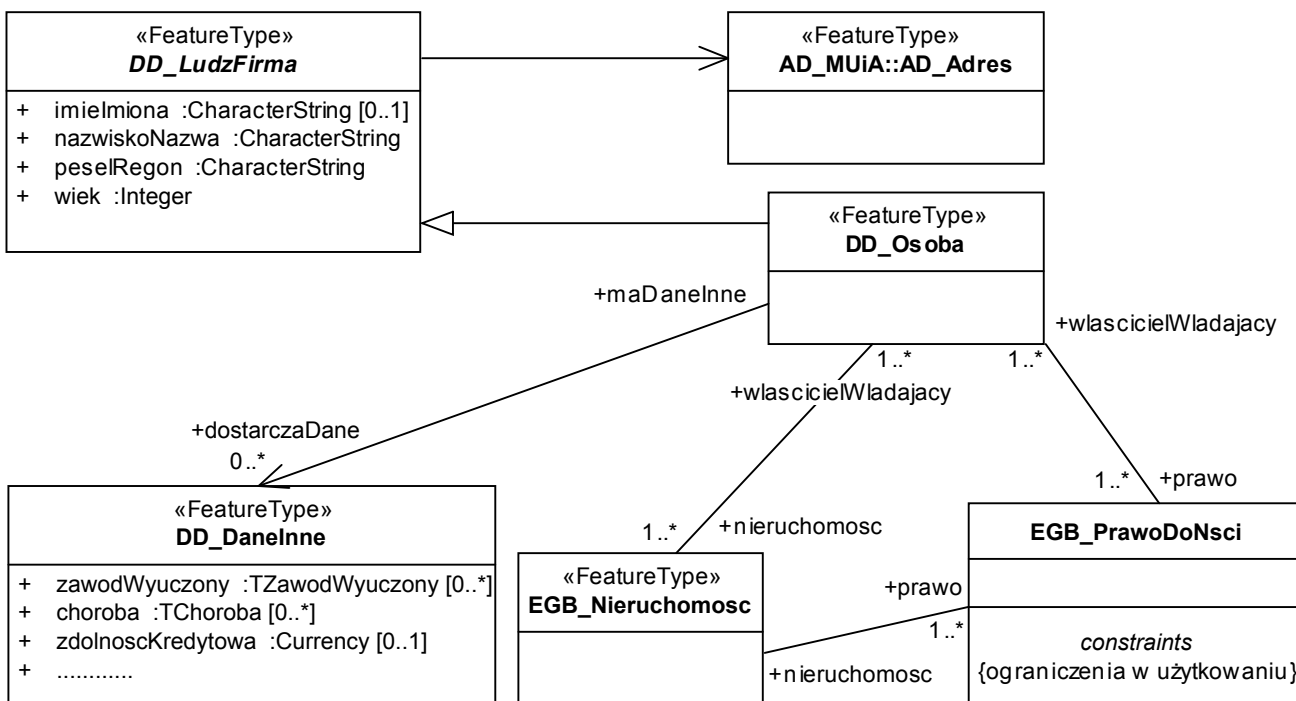 «FeatureType»
DD_LudzFirma
+ imieImiona :CharacterString [0..1]
+ nazwiskoNazwa :CharacterString
+ peselRegon :CharacterString
+ wiek :Integer
«FeatureType»
AD_MUiA::AD_Adres
«FeatureType»
DD_Osoba
+maDaneInne
+wlascicielWladajacy
1..*
1..*
+wlascicielWladajacy
+dostarczaDane
0..*
1..*
+prawo
1..*
+nieruchomosc
«FeatureType»
DD_DaneInne
+ zawodWyuczony :TZawodWyuczony [0..*]
+ choroba :TChoroba [0..*]
+ zdolnoscKredytowa :Currency [0..1]
+ ............
«FeatureType»
EGB_Nieruchomosc
+prawo
1..*
+nieruchomosc
EGB_PrawoDoNsci
constraints
{ograniczenia w użytkowaniu}